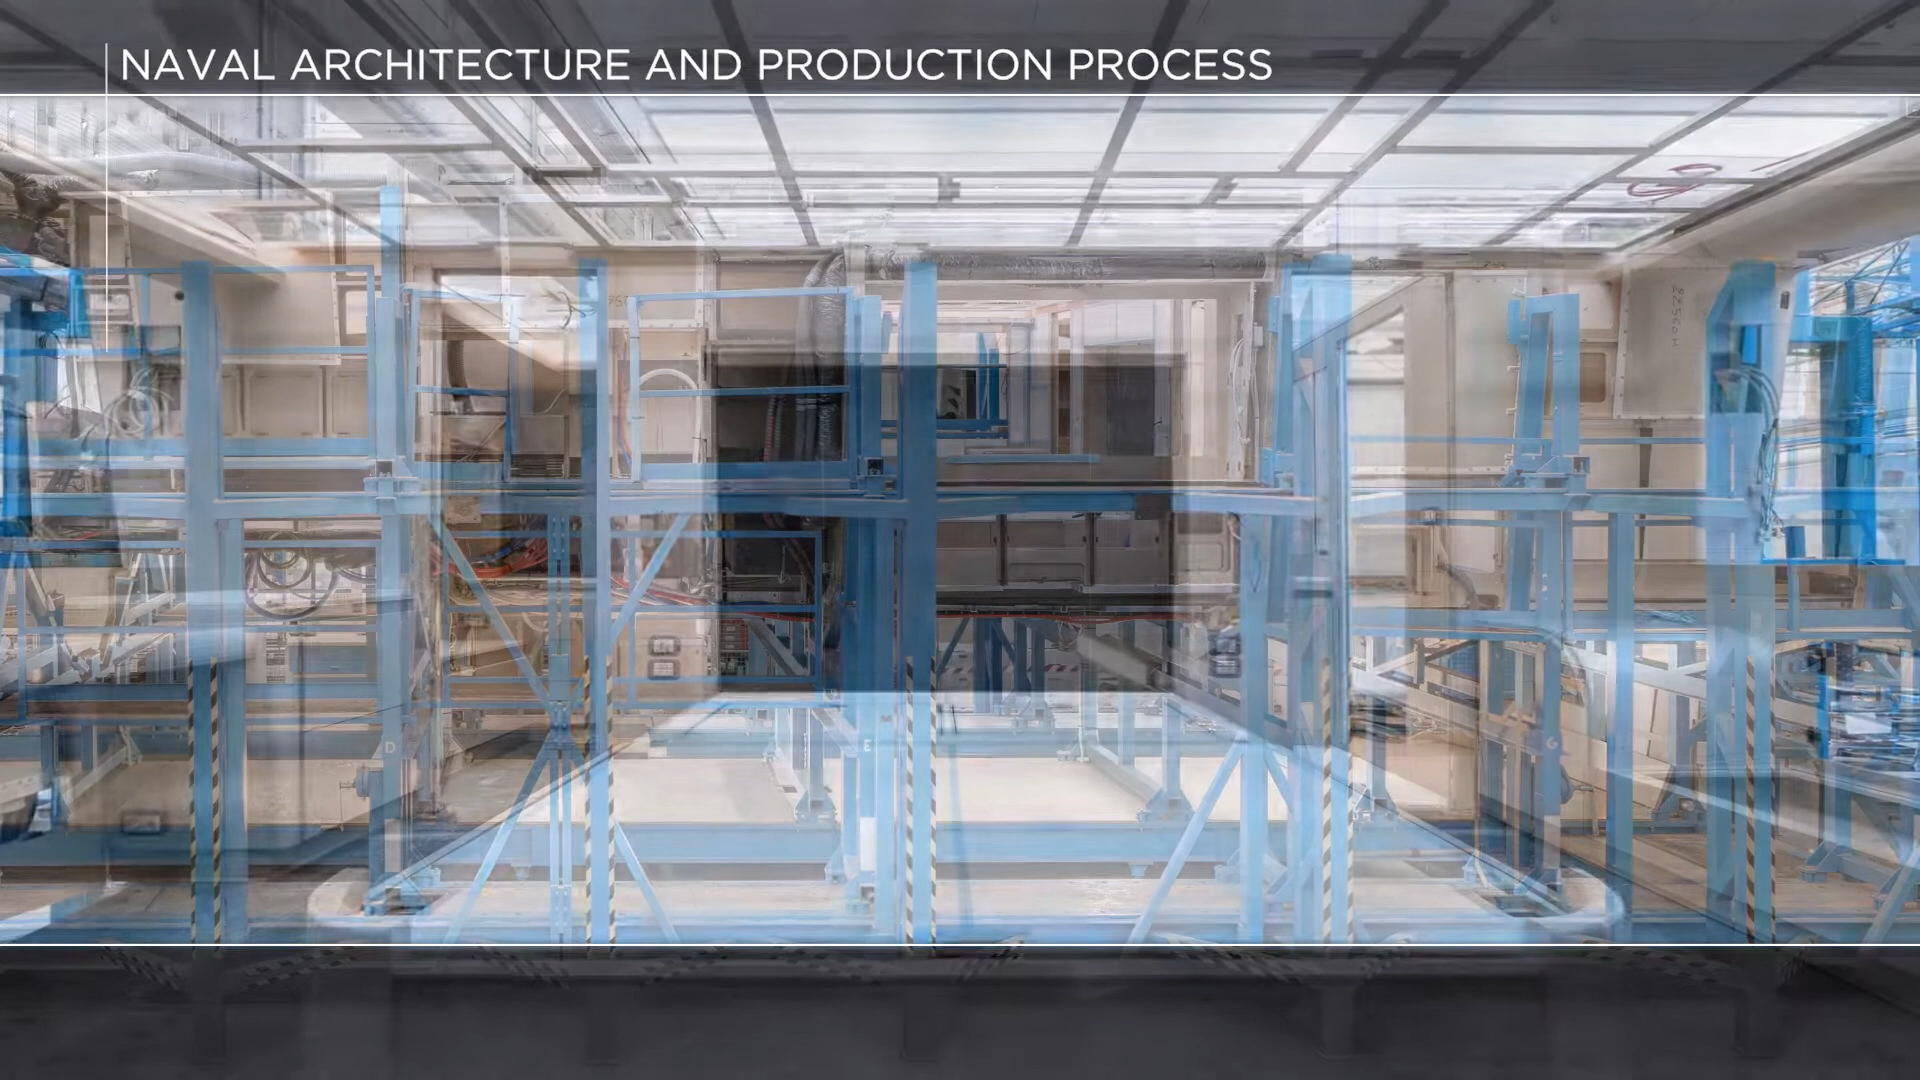 NAVAL ARCHITECTURE AND PRODUCTION PROCESS
D
E
G